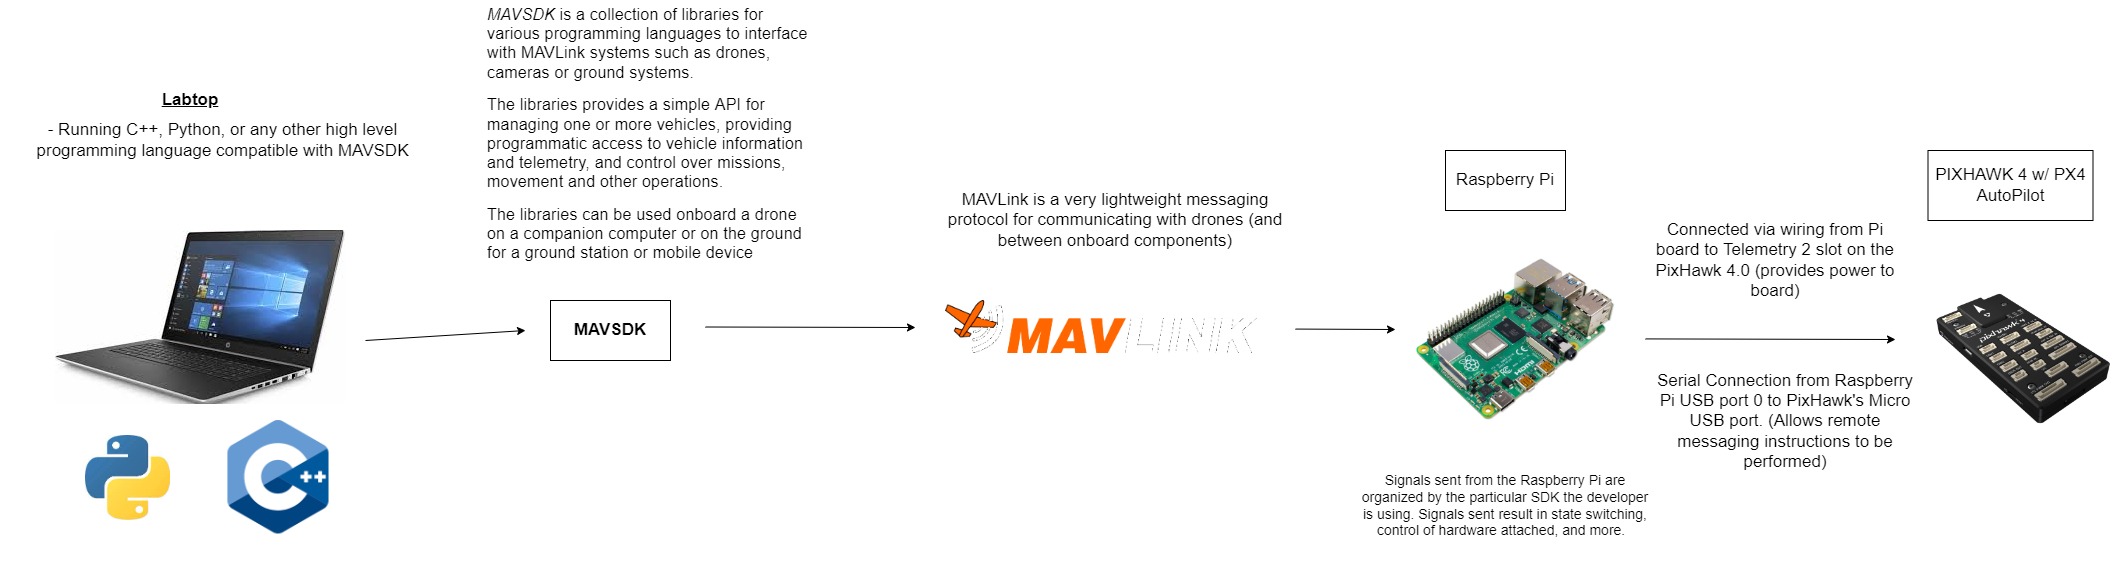 Labtop
- Running C++, Python, or any other high level
programming language compatible with MAVSDK
C
++
MAVSDK is a collection of libraries for
various programming languages to interface
with MAVLink systems such as drones,
cameras or ground systems.
The libraries provides a simple API for
managing one or more vehicles, providing
programmatic access to vehicle information
and telemetry, and control over missions,
movement and other operations.
The libraries can be used onboard a drone
on a companion computer or on the ground
for a ground station or mobile device
MAVSDK
MAVLink is a very lightweight messaging
protocol for communicating with drones (and
between onboard components)
MAVLINK
Raspberry Pi
HDMI
Signals sent from the Raspberry Pi are
organized by the particular SDK the developer
is using. Signals sent result in state switching,
control of hardware attached, and more.
Connected via wiring from Pi
board to Telemetry 2 slot on the
PixHawk 4.0 (provides power to
board)
Serial Connection from Raspberry
Pi USB port 0 to PixHawk's Micro
USB port. (Allows remote
messaging instructions to be
performed)
PIXHAWK 4 w/ PX4
AutoPilot
pixhawk 4